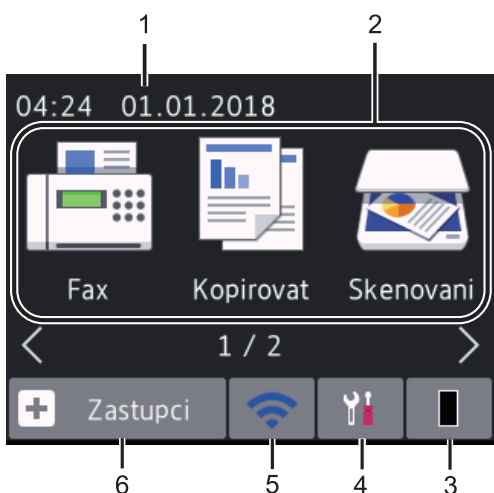 1 2
04:24 01.01.2018
Fax Kopirovat Skenovani
1 / 2
Zastupci
6 5 4 3